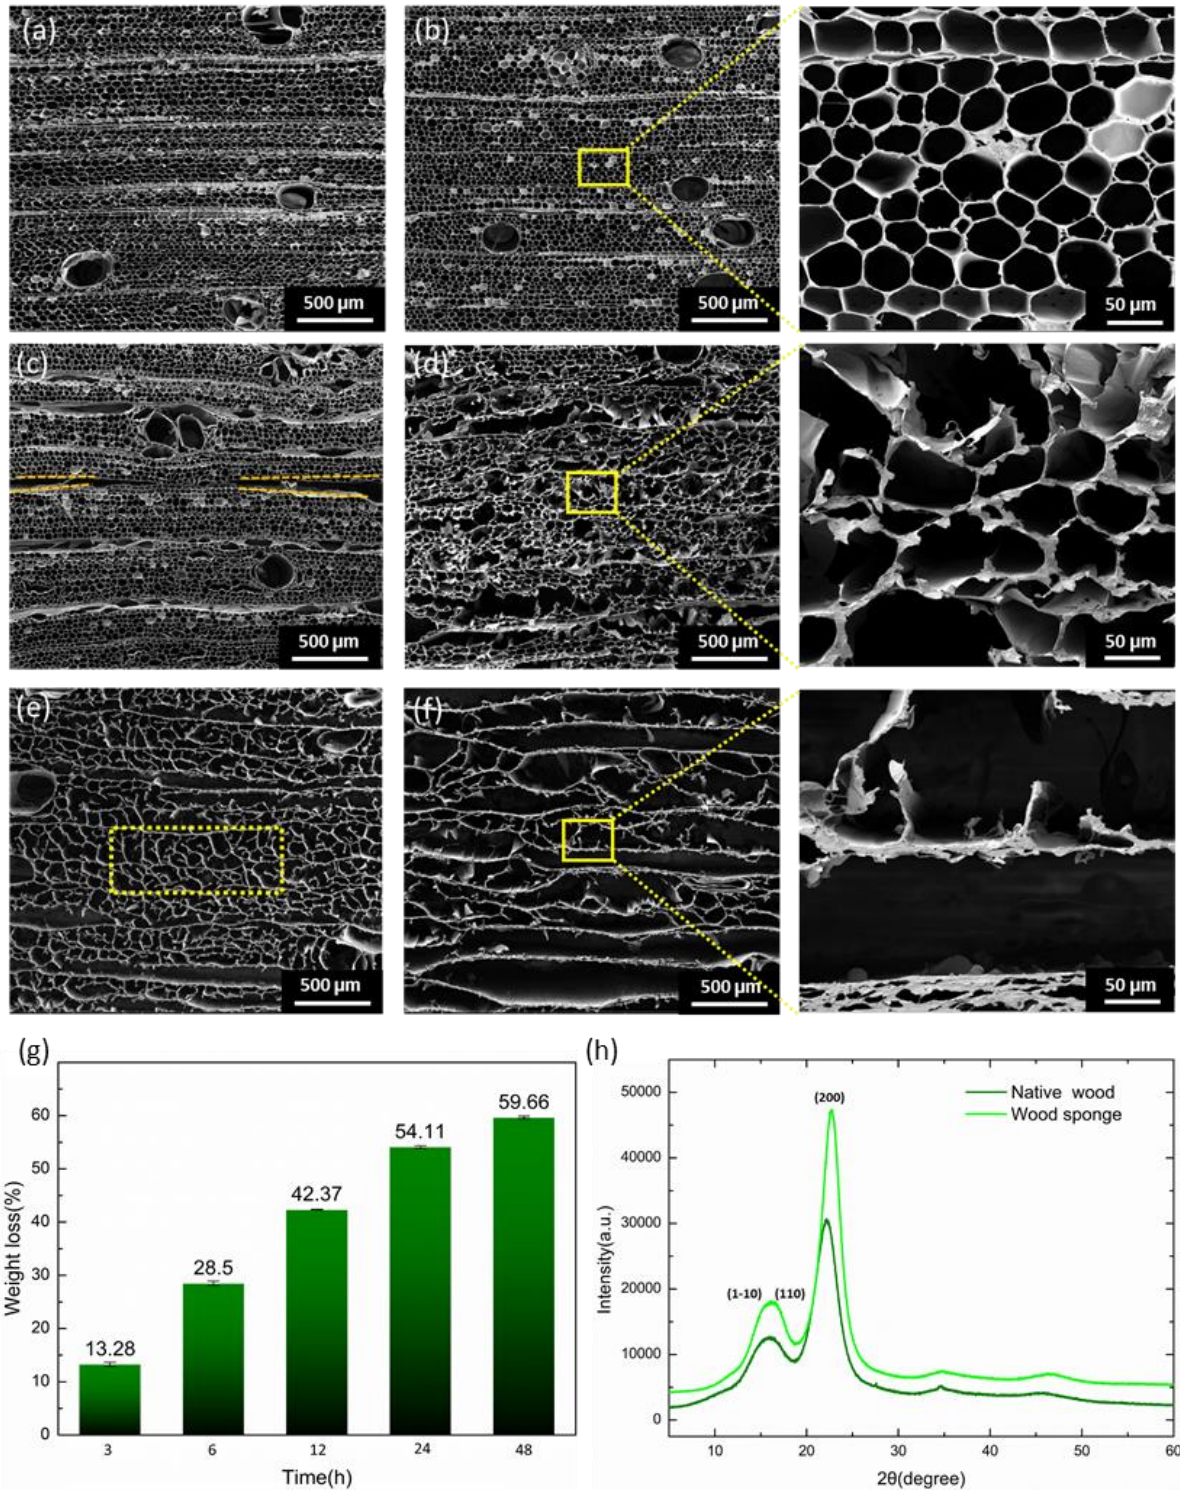 (a)
500 µm
(b)
500 µm
50 µm
(c)
500 µm
(d)
500 µm
50 µm
(e)
500 µm
(f)
500 µm
50 µm
(g)
Weight loss(%)
60
50
40
30
20
10
0
13.28
28.5
42.37
54.11
59.66
3 6 12 24 48
Time(h)
(h)
Intensity(a.u.)
50000
40000
30000
20000
10000
0
Native wood
Wood sponge
(200)
(1-10) (110)
10 20 30 40 50 60
2θ(degree)